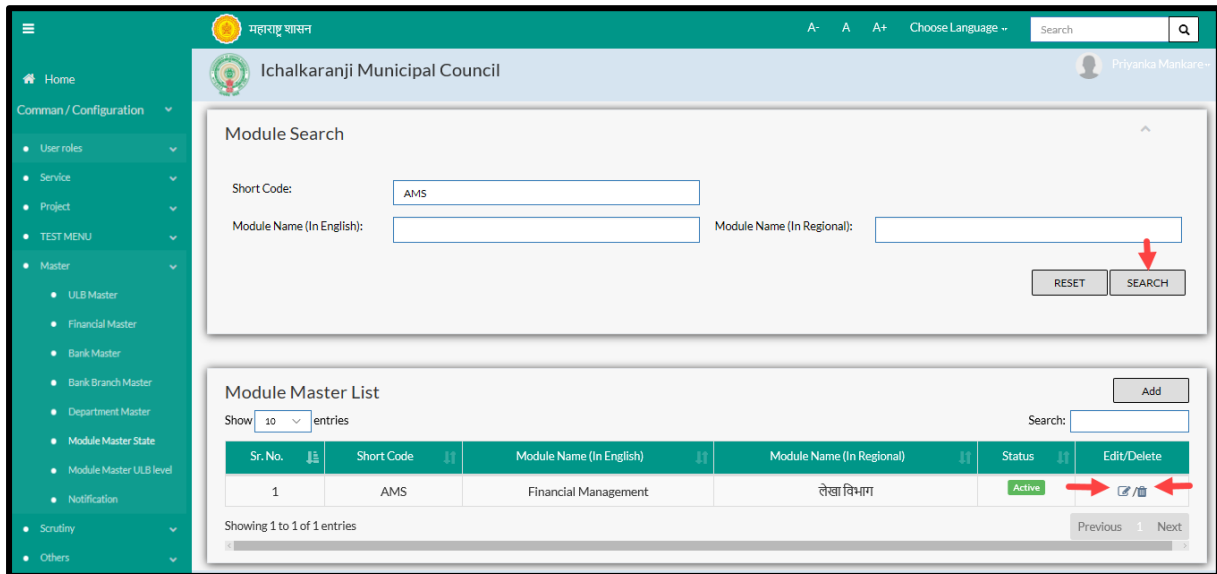 महाराष्ट्र शासन
A- A A+ Choose Language Search
Ichalkaranji Municipal Council
Priyanka Mankare
Home
Comman / Configuration
User roles
Service
Project
TEST MENU
Master
ULB Master
Financial Master
Bank Master
Bank Branch Master
Department Master
Module Master State
Module Master ULB level
Notification
Scrutiny
Others
Module Search
Short Code: AMS
Module Name (In English): Module Name (In Regional):
RESET SEARCH
Module Master List
Add
Show 10 entries Search:
Sr. No. Short Code Module Name (In English) Module Name (In Regional) Status Edit/Delete
1 AMS Financial Management लेखा विभाग Active /
Showing 1 to 1 of 1 entries
Previous 1 Next